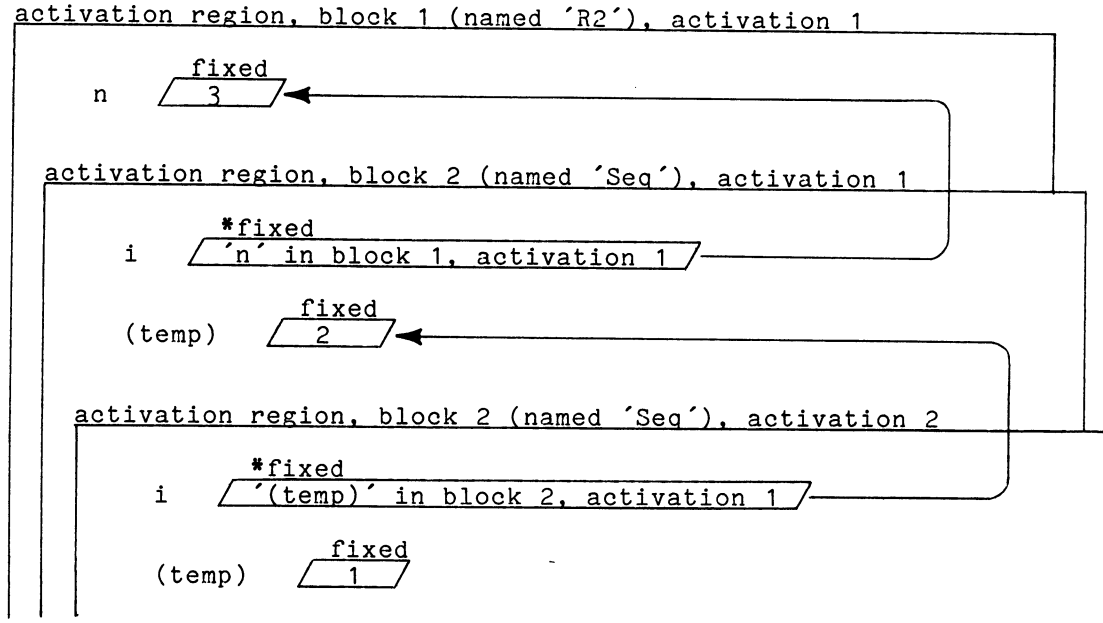 activation region, block 1 (named ´R2´), activation 1
fixed
n 3
activation region, block 2 (named ´Seq´), activation 1
*fixed
i ´n´ in block 1, activation 1
fixed
(temp) 2
activation region, block 2 (named ´Seq´), activation 2
*fixed
i ´(temp)´ in block 2, activation 1
fixed
(temp) 1